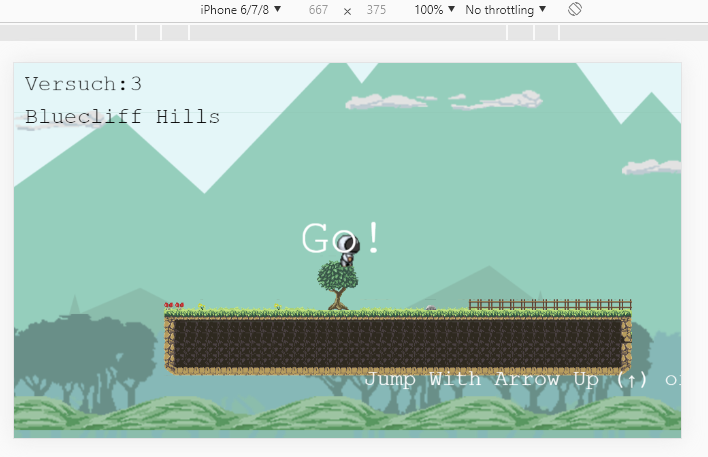 iPhone 6/7/8 ▼ 667 × 375 100% ▼ No throttling ▼
Versuch:3
Bluecliff Hills
Go!
Jump With Arrow Up (↑) o